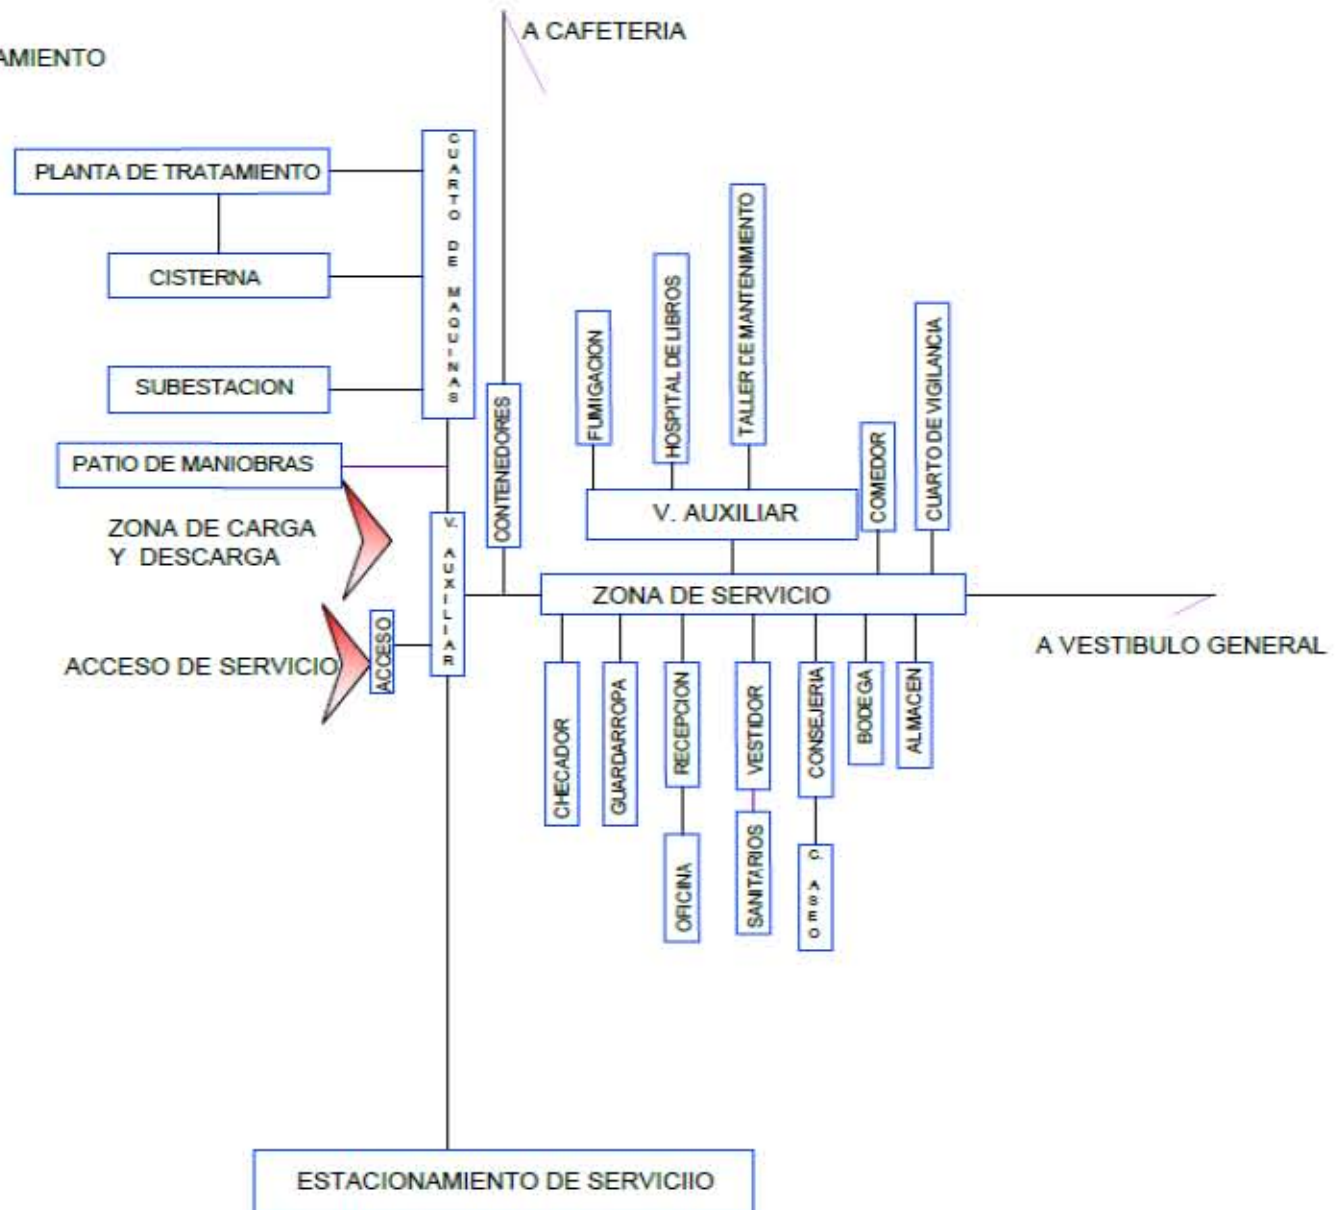 A CAFETERIA
AMIENTO
CUARTO DE MAQUINAS
PLANTA DE TRATAMIENTO
CISTERNA
SUBESTACION
PATIO DE MANIOBRAS
ZONA DE CARGA
Y DESCARGA
CONTENEDORES
FUMIGACION
HOSPITAL DE LIBROS
TALLER DE MANTENIMIENTO
V. AUXILIAR
COMEDOR
CUARTO DE VIGILANCIA
V. AUXILIAR
ZONA DE SERVICIO
ACCESO DE SERVICIO
ACCESO
A VESTIBULO GENERAL
CHECADOR
GUARDARROPA
RECEPCION
VESTIDOR
CONSEJERIA
BODEGA
ALMACEN
OFICINA
SANITARIOS
C. ASEO
ESTACIONAMIENTO DE SERVICIIO